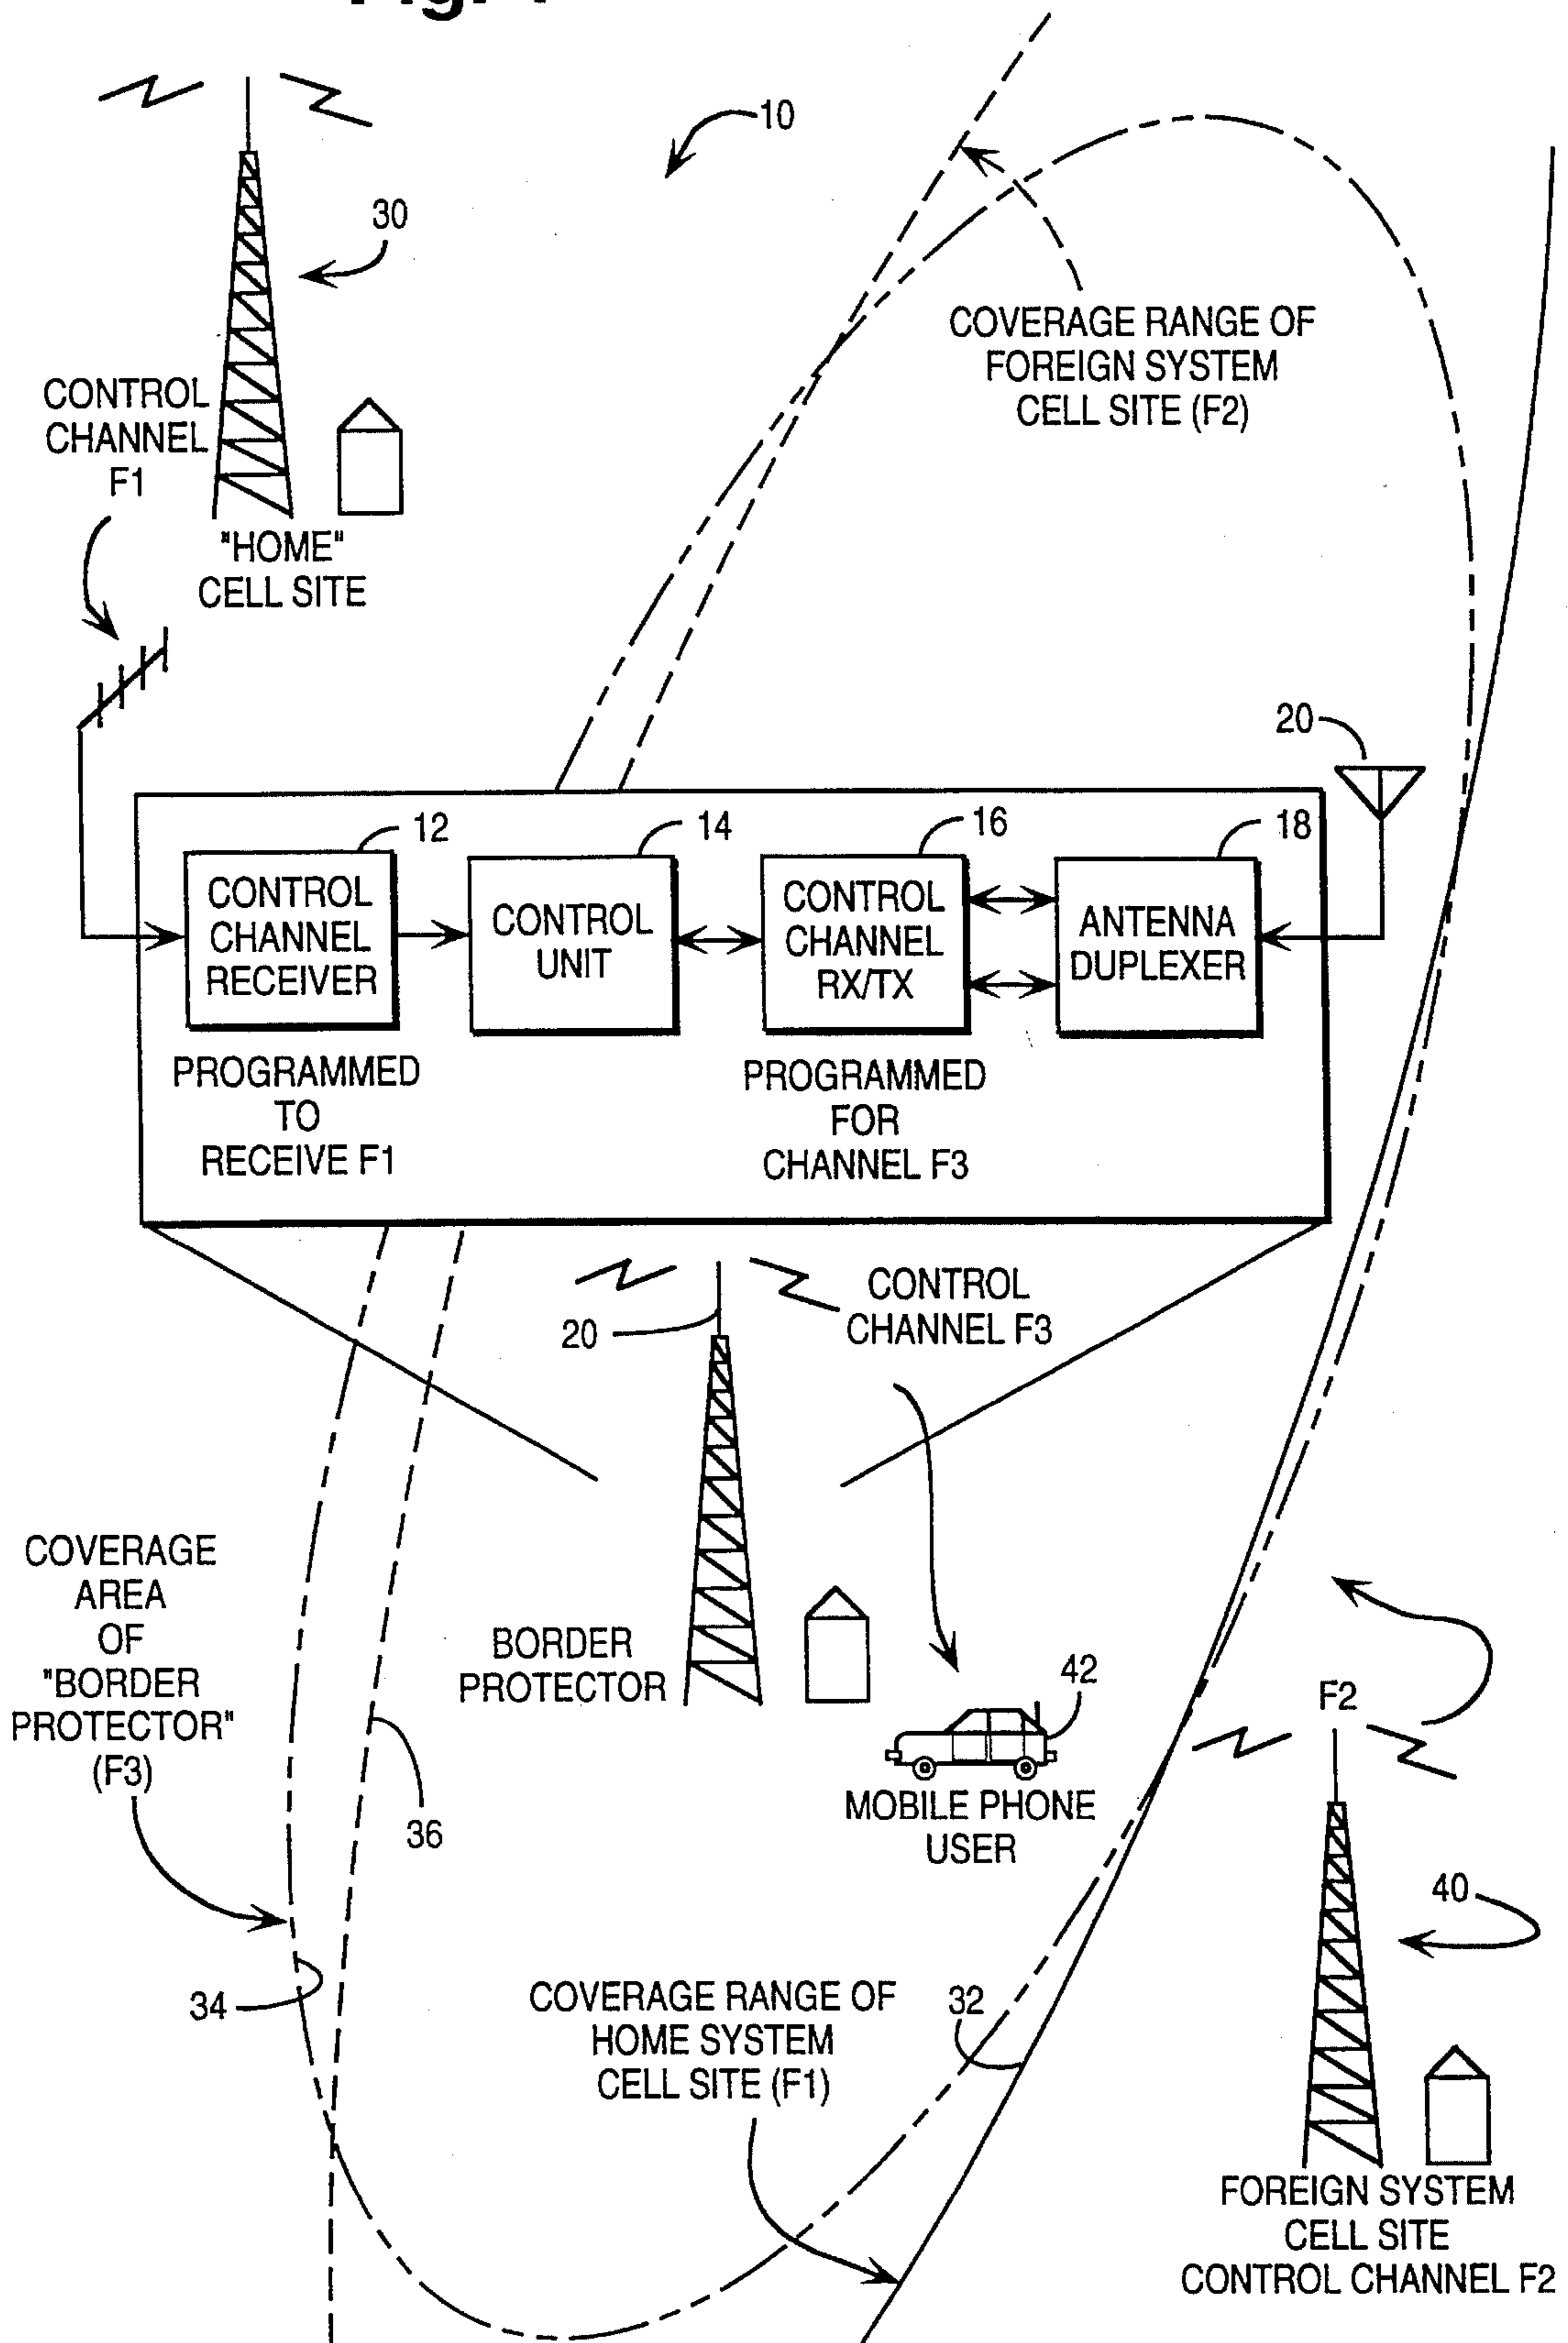 10
30
COVERAGE RANGE OF
FOREIGN SYSTEM
CELL SITE (F2)
CONTROL
CHANNEL
F1
"HOME"
CELL SITE
20
12
14
16
18
CONTROL
CHANNEL
RECEIVER
CONTROL
UNIT
CONTROL
CHANNEL
RX/TX
ANTENNA
DUPLEXER
PROGRAMMED
TO
RECEIVE F1
PROGRAMMED
FOR
CHANNEL F3
20
CONTROL
CHANNEL F3
COVERAGE
AREA
OF
"BORDER
PROTECTOR"
(F3)
BORDER
PROTECTOR
42
F2
MOBILE PHONE
USER
36
40
34
COVERAGE RANGE OF
HOME SYSTEM
CELL SITE (F1)
32
FOREIGN SYSTEM
CELL SITE
CONTROL CHANNEL F2